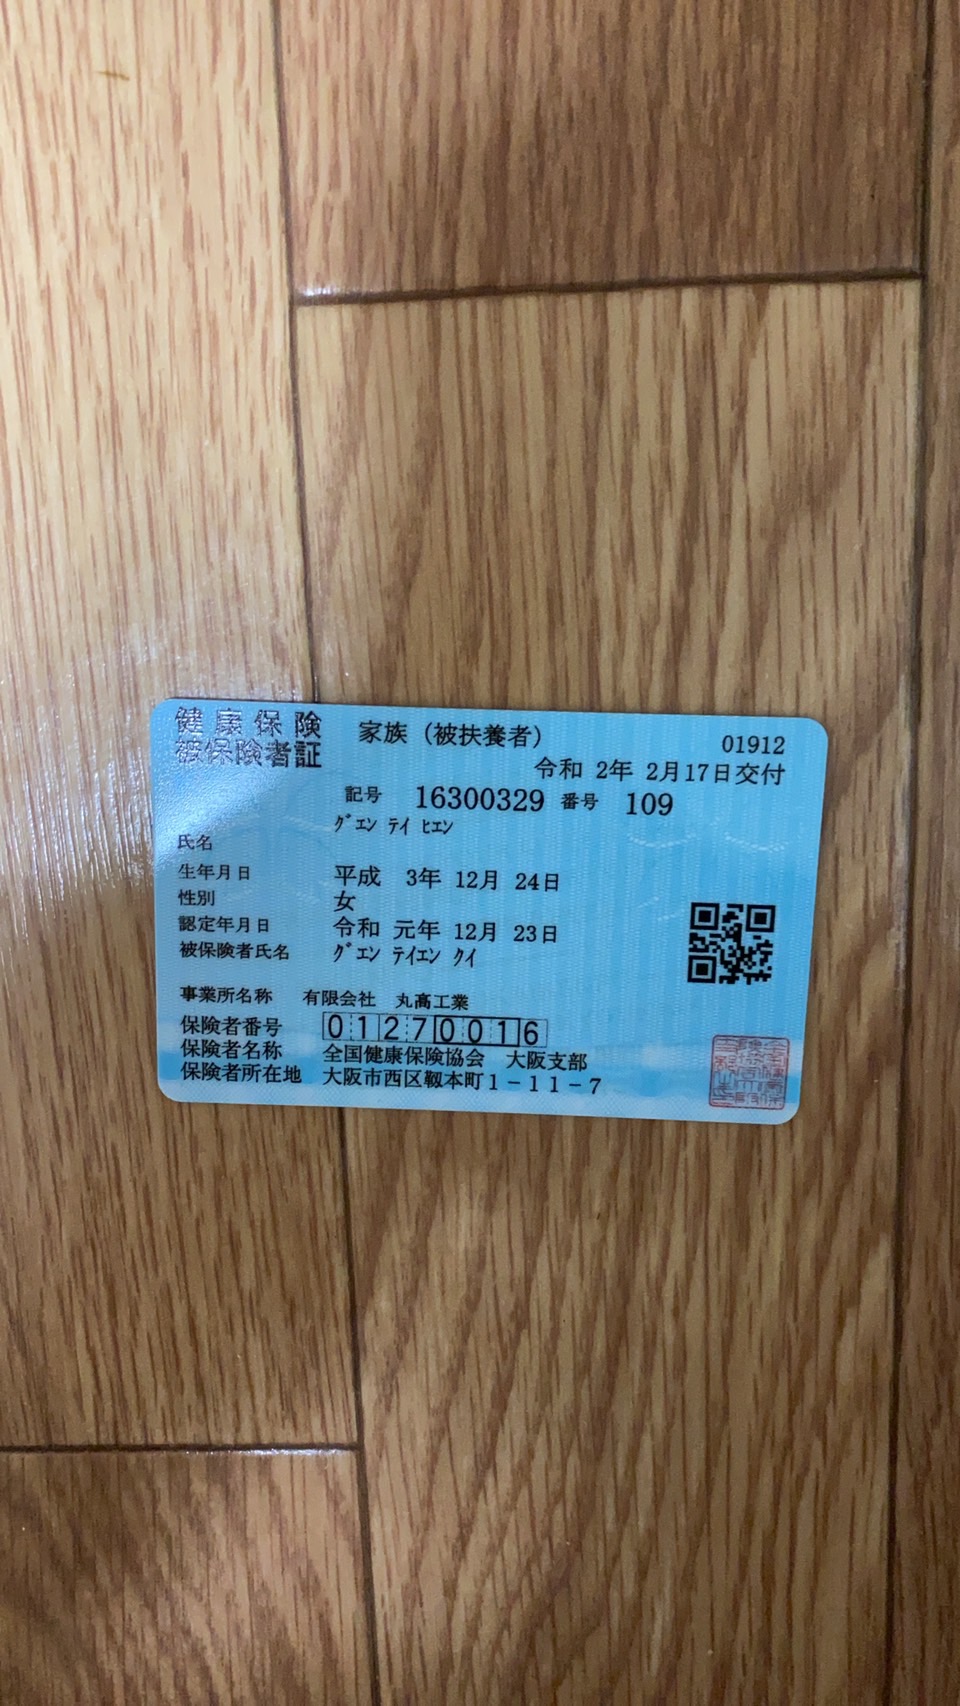 健康保険
被保険者証
家族（被扶養者）
01912
令和 2年 2月17日交付
記号 16300329 番号 109
ｸﾞｴﾝ ﾃｲ ﾋｴﾝ
氏名
生年月日 平成 3年 12月 24日
性別 女
認定年月日 令和 元年 12月 23日
被保険者氏名 ｸﾞｴﾝ ﾃｲｴﾝ ｸｲ
事業所名称 有限会社 丸高工業
保険者番号 01270016
保険者名称 全国健康保険協会 大阪支部
保険者所在地 大阪市西区靱本町1－11－7